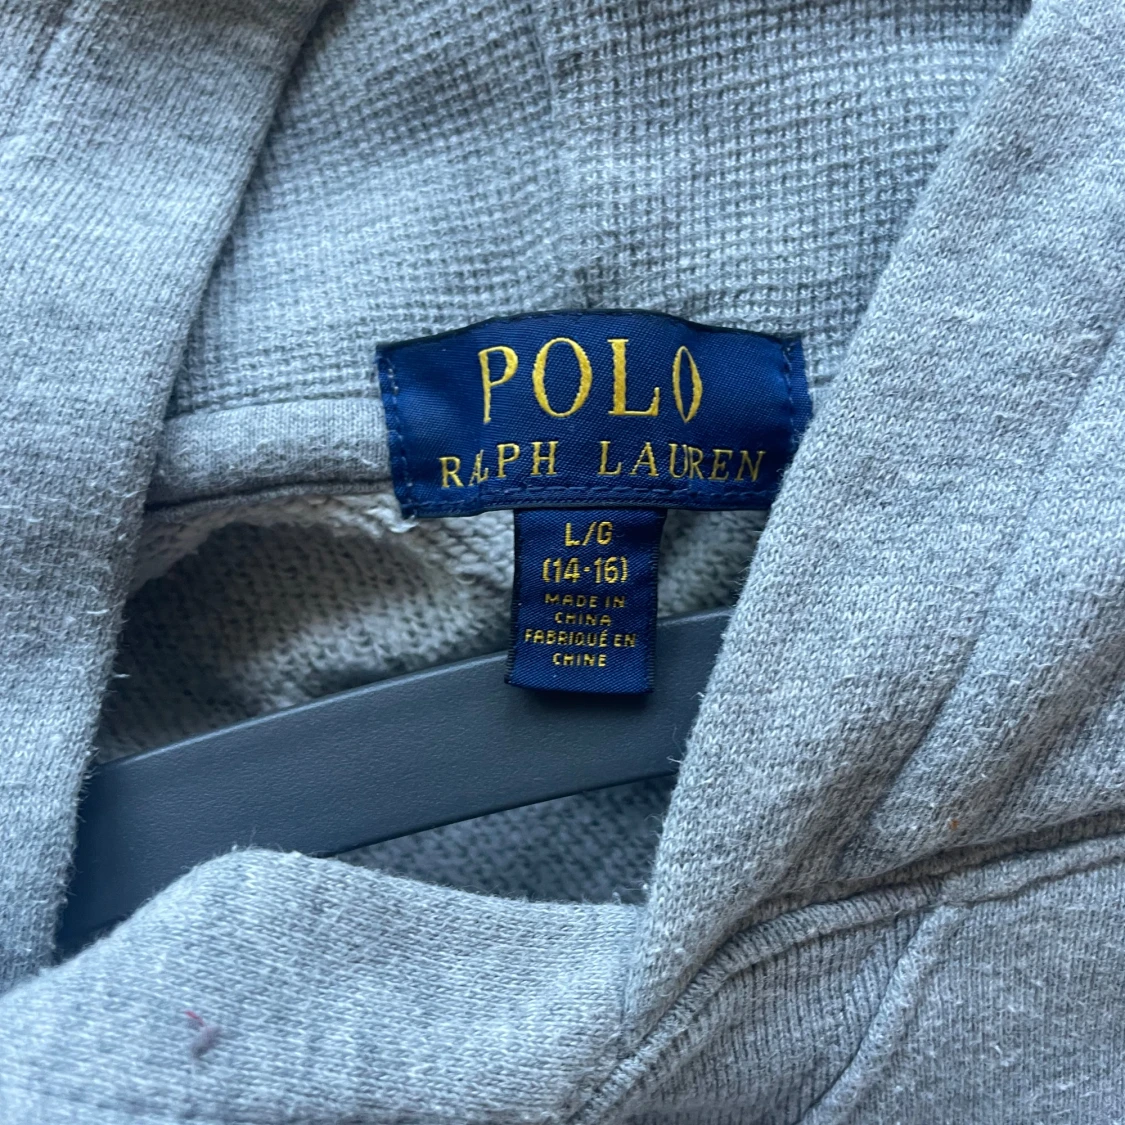 POLO
RALPH LAUREN
L/G
(14-16)
MADE IN
CHINA
FABRIQUÉ EN
CHINE